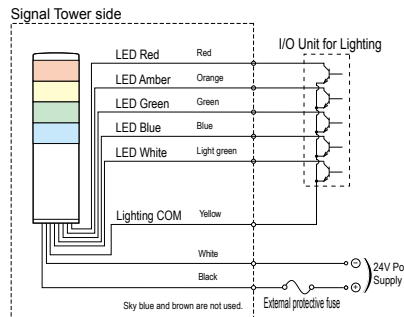 Signal Tower side
I/O Unit for Lighting
LED Red Red
LED Amber Orange
LED Green Green
LED Blue Blue
LED White Light green
Lighting COM Yellow
White
Black
24V Po
Supply
Sky blue and brown are not used.
External protective fuse